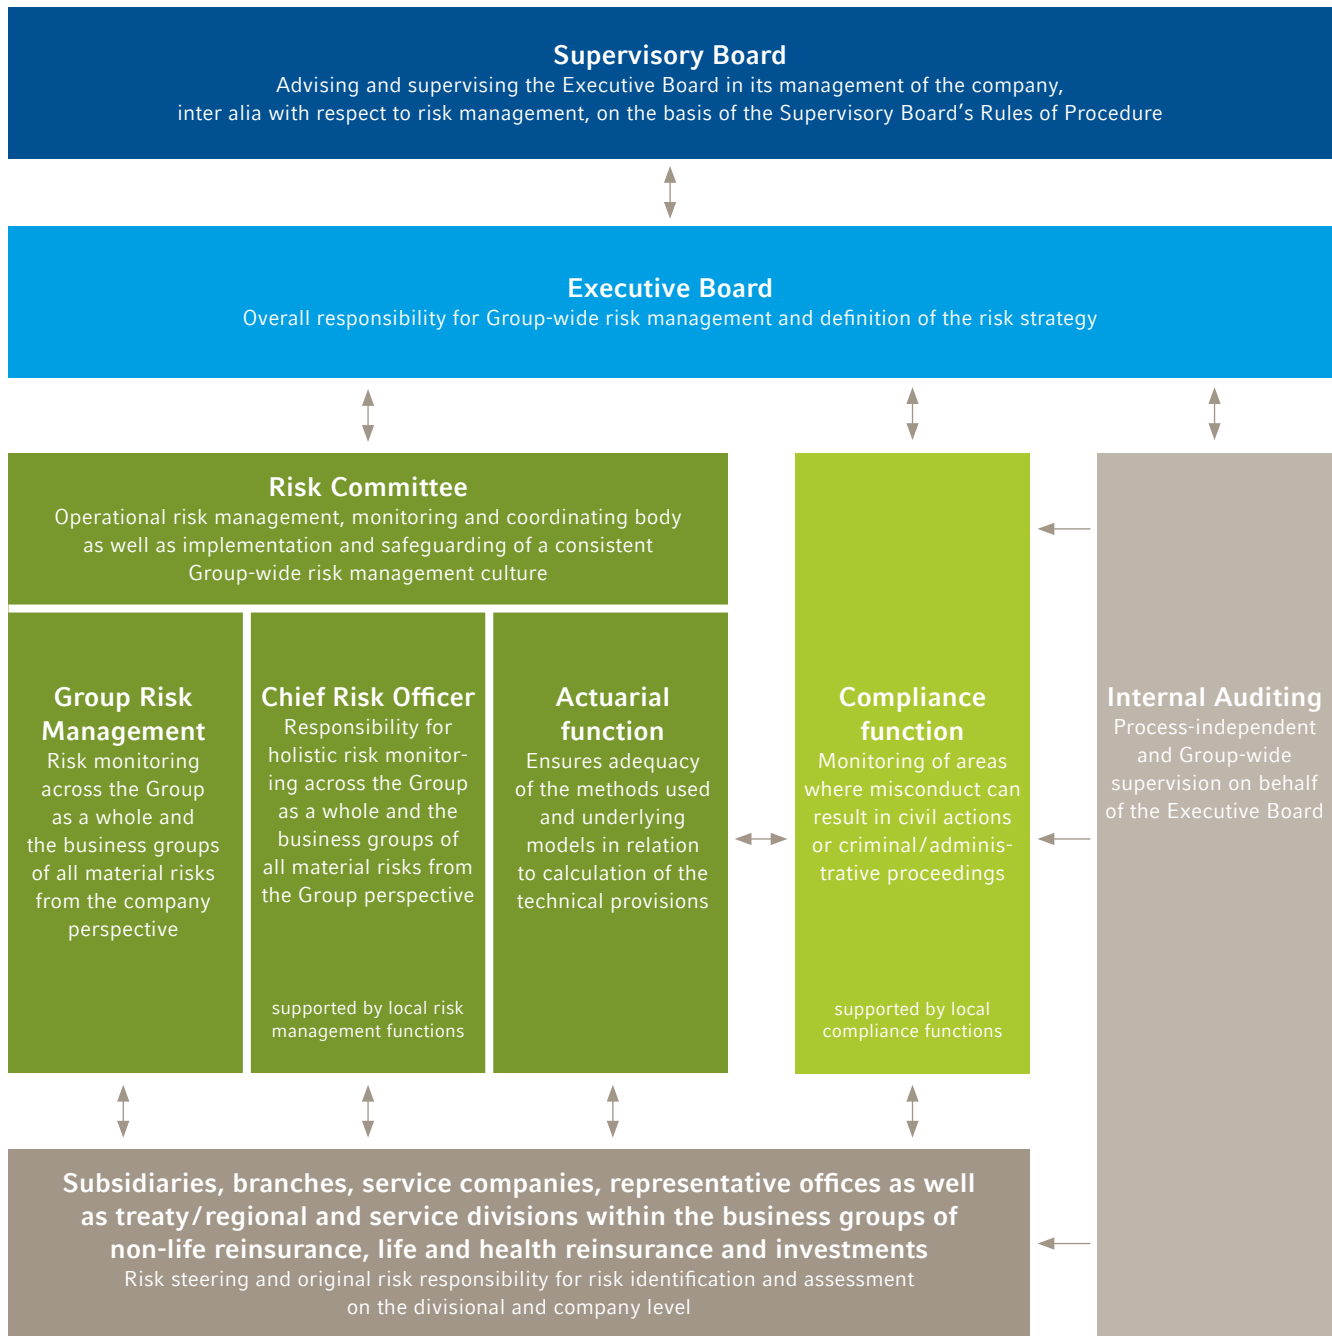 Supervisory Board
Advising and supervising the Executive Board in its management of the company,
inter alia with respect to risk management, on the basis of the Supervisory Board’s Rules of Procedure
Executive Board
Overall responsibility for Group-wide risk management and definition of the risk strategy
Risk Committee
Operational risk management, monitoring and coordinating body
as well as implementation and safeguarding of a consistent
Group-wide risk management culture
Group Risk
Management
Risk monitoring
across the Group
as a whole and
the business groups
of all material risks
from the company
perspective
Chief Risk Officer
Responsibility for
holistic risk monitor-
ing across the Group
as a whole and the
business groups of
all material risks from
the Group perspective
supported by local risk
management functions
Actuarial
function
Ensures adequacy
of the methods used
and underlying
models in relation
to calculation of the
technical provisions
Compliance
function
Monitoring of areas
where misconduct can
result in civil actions
or criminal/adminis-
trative proceedings
supported by local
compliance functions
Internal Auditing
Process-independent
and Group-wide
supervision on behalf
of the Executive Board
Subsidiaries, branches, service companies, representative offices as well
as treaty/regional and service divisions within the business groups of
non-life reinsurance, life and health reinsurance and investments
Risk steering and original risk responsibility for risk identification and assessment
on the divisional and company level